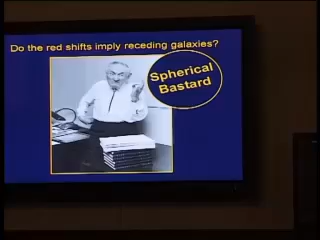 Do the red shifts imply receding galaxies?
Spherical
Bastard